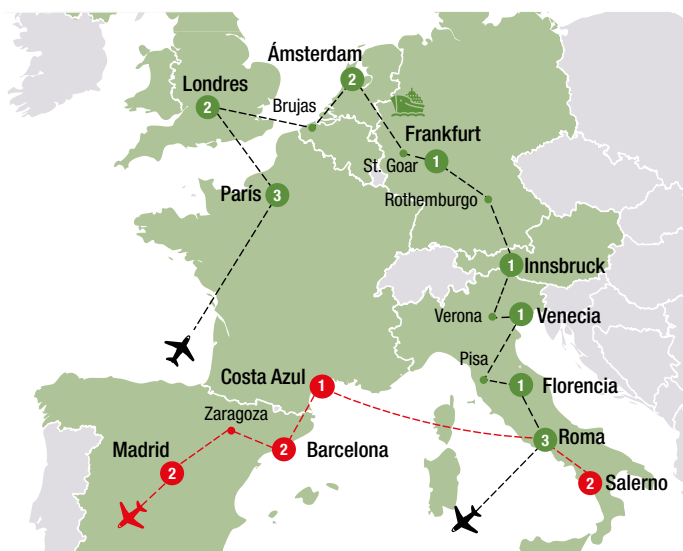 Ámsterdam
2
Londres
2
Brujas
Frankfurt
1
St. Goar
París
3
Rothemburgo
1
Innsbruck
Verona
1
Venecia
Pisa
Costa Azul
1
1
Florencia
Zaragoza
Madrid
2
2
Barcelona
3
Roma
2
Salerno